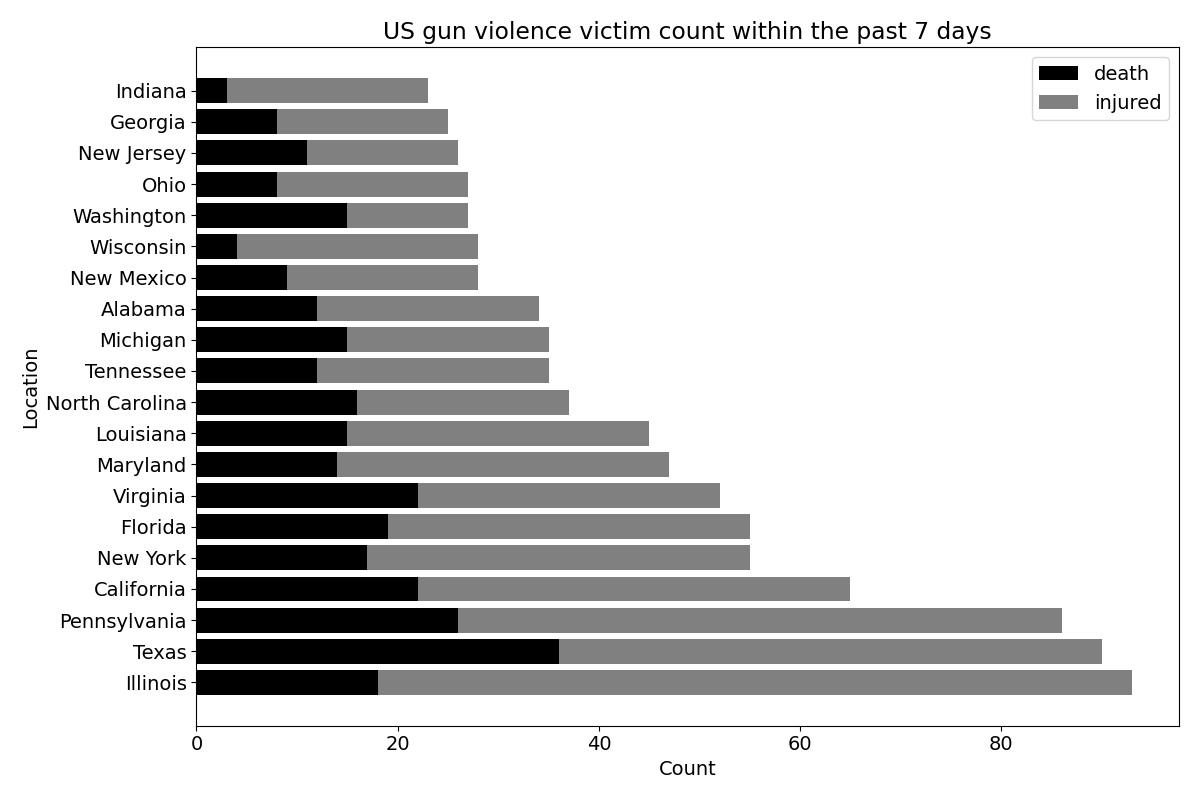 US gun violence victim count within the past 7 days
death
injured
Indiana
Georgia
New Jersey
Ohio
Washington
Wisconsin
New Mexico
Alabama
Michigan
Tennessee
North Carolina
Louisiana
Maryland
Virginia
Florida
New York
California
Pennsylvania
Texas
Illinois
Location
0 20 40 60 80
Count